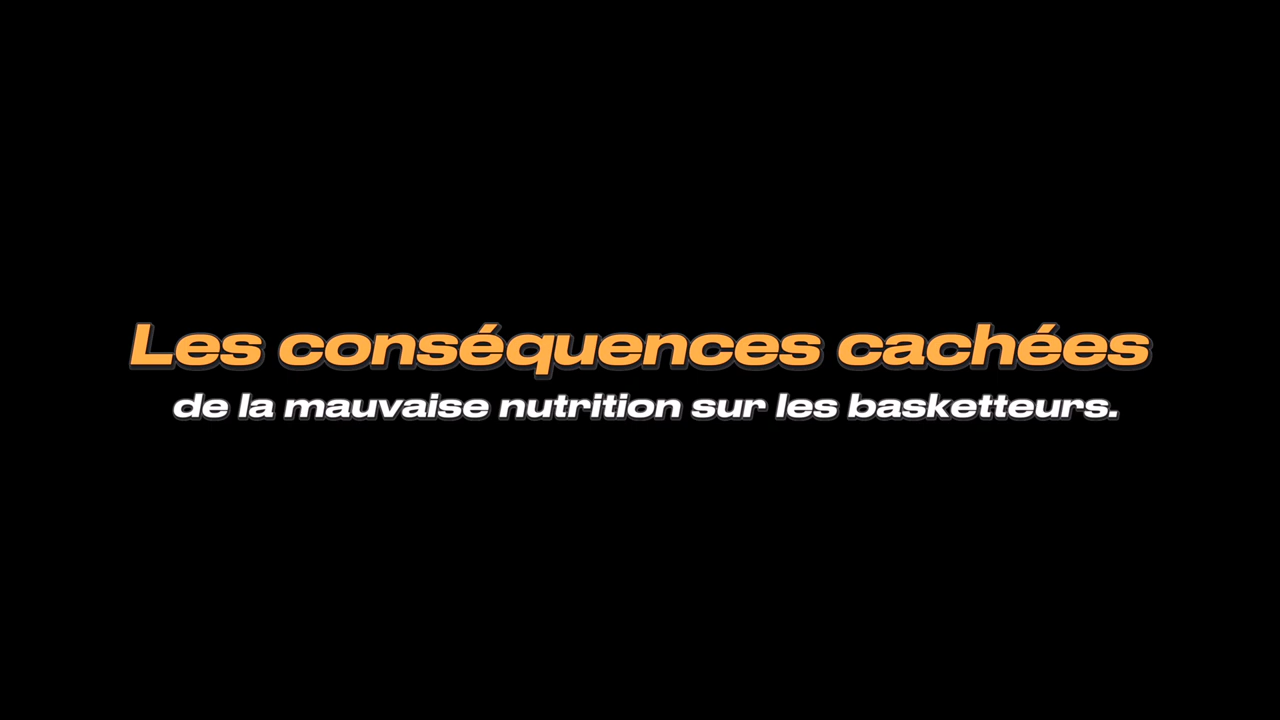 Les conséquences cachées
de la mauvaise nutrition sur les basketteurs.